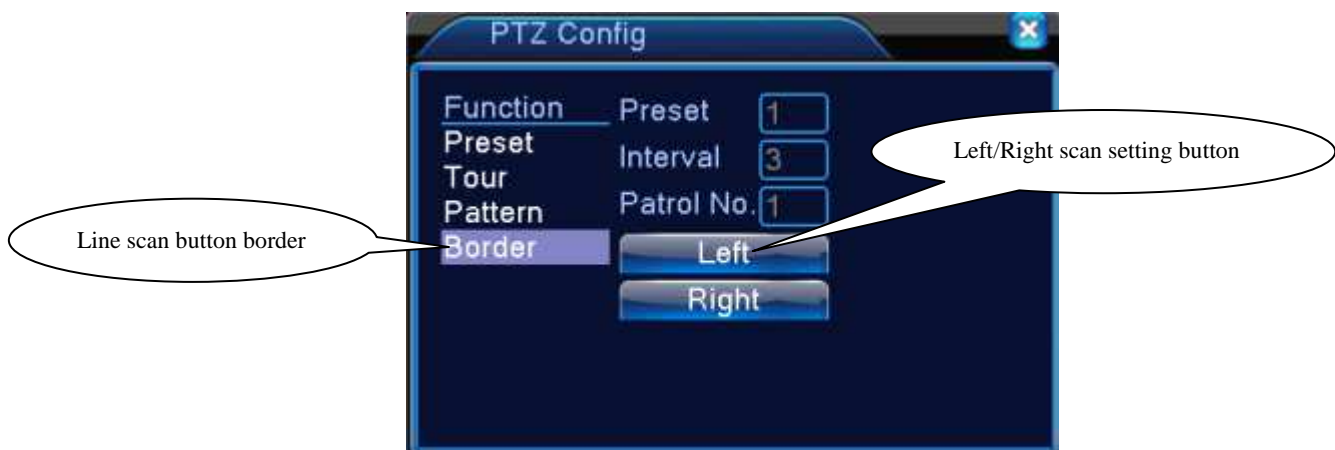 PTZ Config
Function
Preset
Tour
Pattern
Border
Preset 1
Interval 3
Patrol No. 1
Left
Right
Line scan button border
Left/Right scan setting button